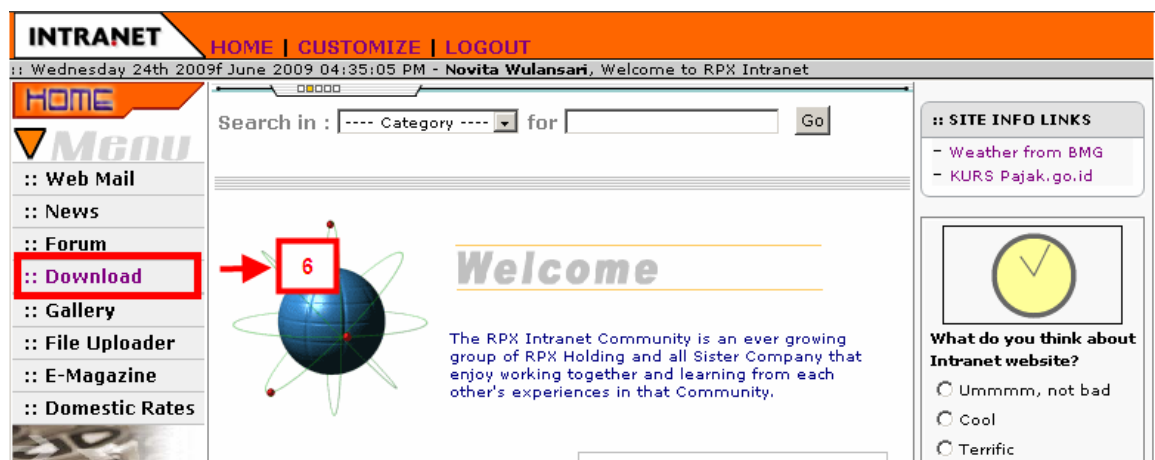 INTRANET
HOME | CUSTOMIZE | LOGOUT
:: Wednesday 24th 2009f June 2009 04:35:05 PM - Novita Wulansari, Welcome to RPX Intranet
HOME
Menu
:: Web Mail
:: News
:: Forum
:: Download
:: Gallery
:: File Uploader
:: E-Magazine
:: Domestic Rates
Search in : ---- Category ---- for Go
6
Welcome
The RPX Intranet Community is an ever growing
group of RPX Holding and all Sister Company that
enjoy working together and learning from each
other's experiences in that Community.
:: SITE INFO LINKS
- Weather from BMG
- KURS Pajak.go.id
What do you think about
Intranet website?
Ummmm, not bad
Cool
Terrific